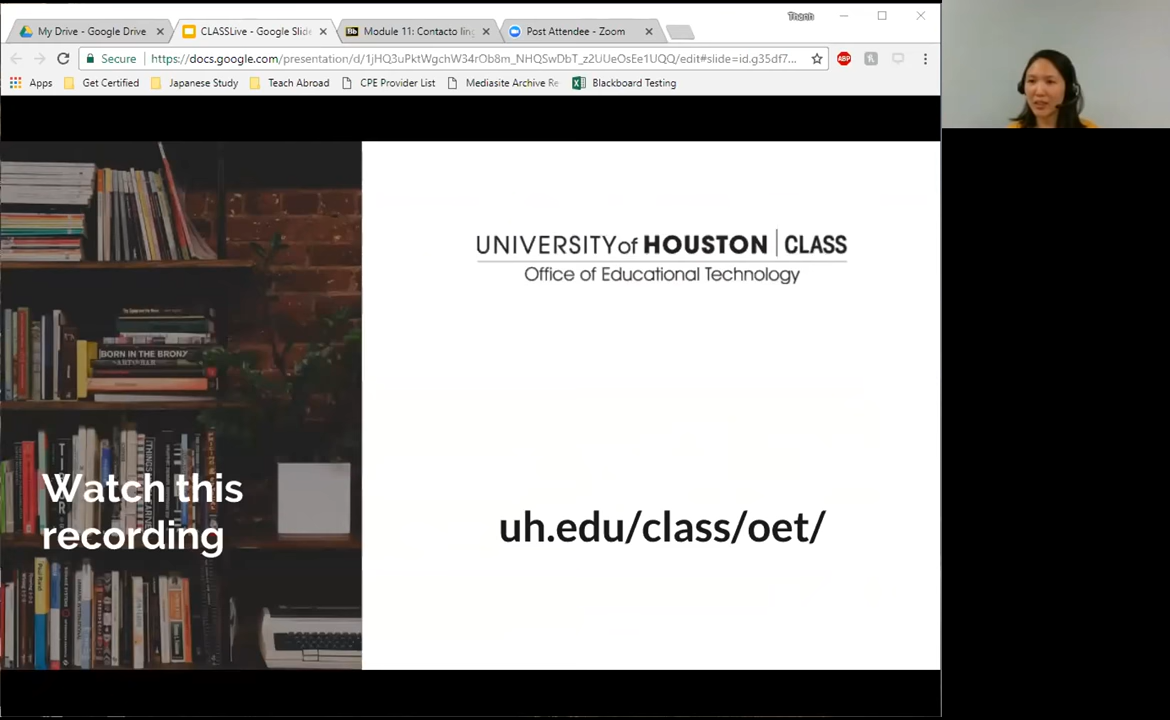 Thanh
My Drive - Google Drive
CLASSLive - Google Slide
Module 11: Contacto ling
Post Attendee - Zoom
Secure
https://docs.google.com/presentation/d/1jHQ3uPktWgchW34rOb8m_NHQSwDbT_z2UUeOsEe1UQQ/edit#slide=id.g35df7...
ABP
Apps
Get Certified
Japanese Study
Teach Abroad
CPE Provider List
Mediasite Archive Re
Blackboard Testing
UNIVERSITY of HOUSTON | CLASS
Office of Educational Technology
BORN IN THE BRONX
Watch this
recording
uh.edu/class/oet/